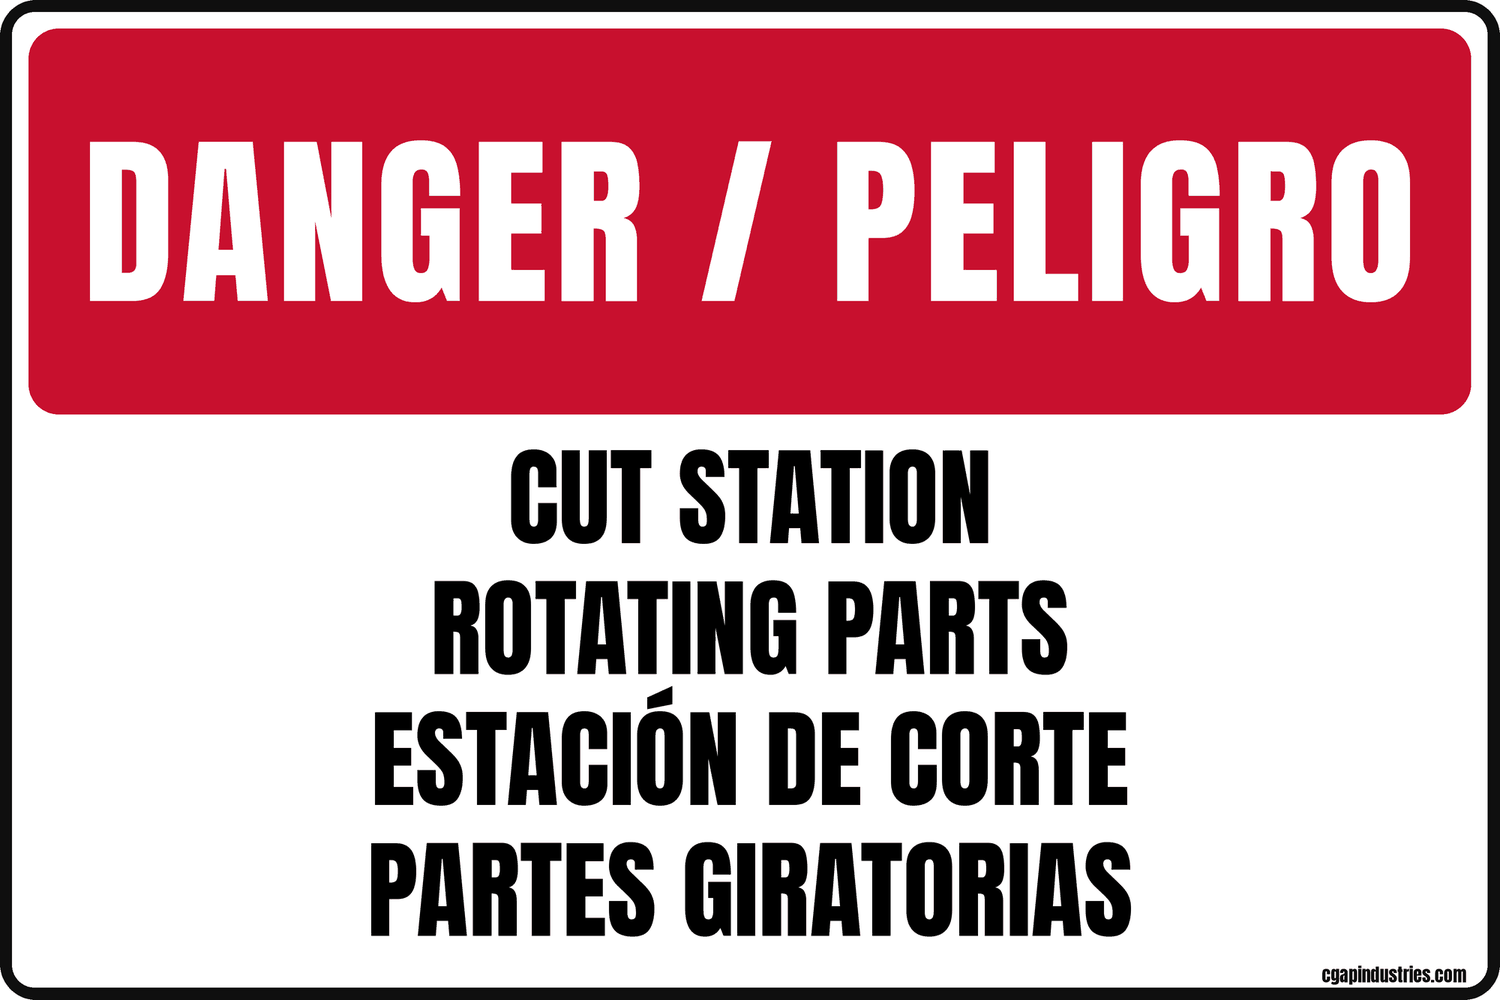 DANGER / PELIGRO
CUT STATION
ROTATING PARTS
ESTACIÓN DE CORTE
PARTES GIRATORIAS
cgapindustries.com